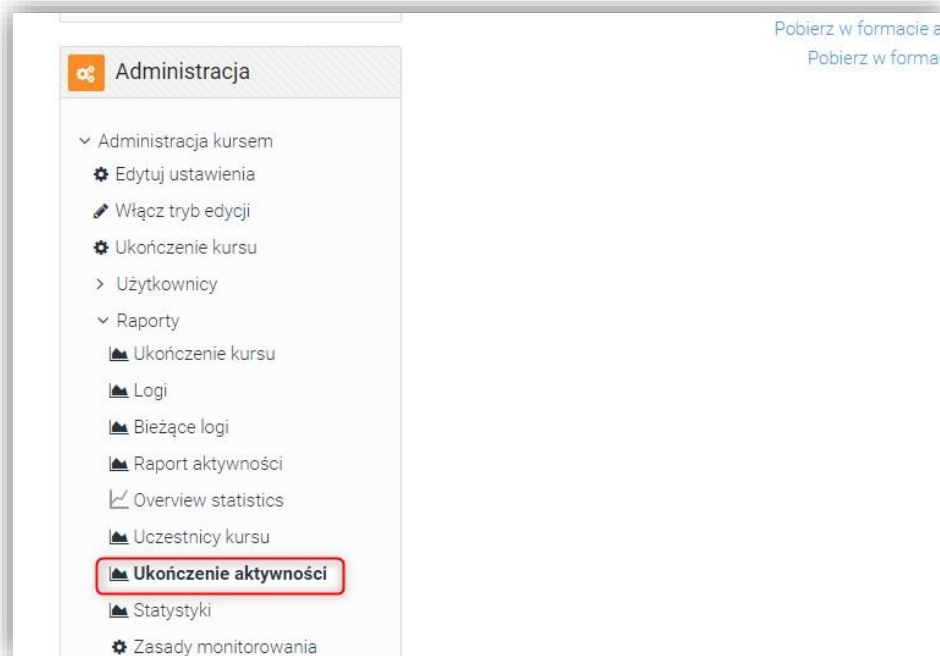 Pobierz w formacie
Pobierz w
Administracja
Administracja kursem
Edytuj ustawienia
Włącz tryb edycji
Ukończenie kursu
Użytkownicy
Raporty
Ukończenie kursu
Logi
Bieżące logi
Raport aktywności
Overview statistics
Uczestnicy kursu
Ukończenie aktywności
Statystyki
Zasady monitorowania